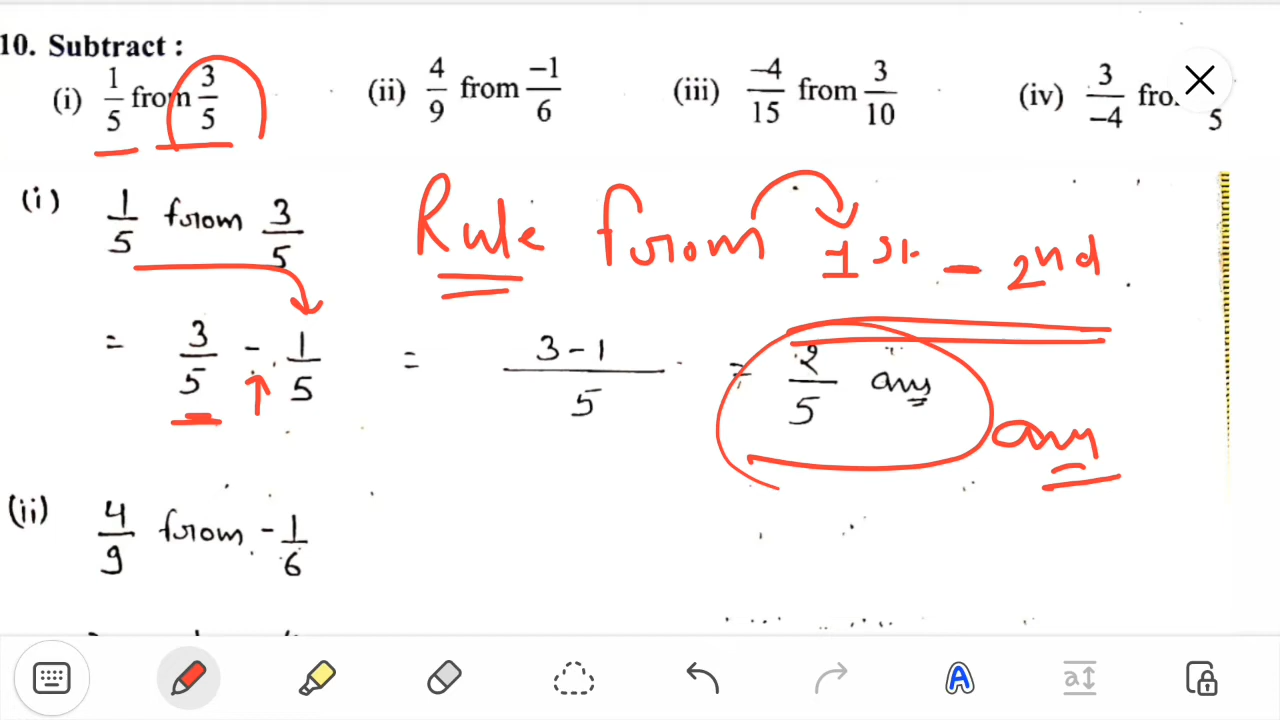 10. Subtract :
(i) 1/5 from 3/5 (ii) 4/9 from -1/6 (iii) -4/15 from 3/10 (iv) 3/-4 fro 5
(i) 1/5 from 3/5
Rule from 1st - 2nd
= 3/5 - 1/5 = 3-1/5 = 2/5 ans
ans
(ii) 4/9 from -1/6
A
a